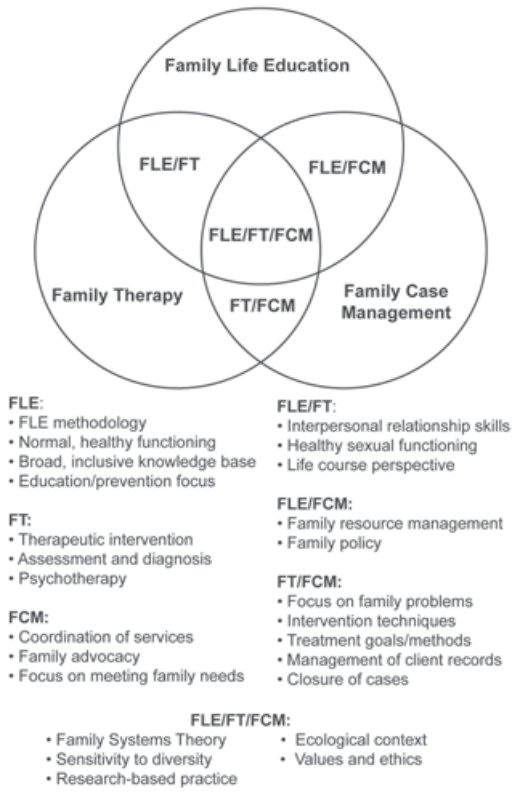 Family Life Education
FLE/FT
FLE/FCM
FLE/FT/FCM
Family Therapy
FT/FCM
Family Case
Management
FLE:
• FLE methodology
• Normal, healthy functioning
• Broad, inclusive knowledge base
• Education/prevention focus
FT:
• Therapeutic intervention
• Assessment and diagnosis
• Psychotherapy
FCM:
• Coordination of services
• Family advocacy
• Focus on meeting family needs
FLE/FT:
• Interpersonal relationship skills
• Healthy sexual functioning
• Life course perspective
FLE/FCM:
• Family resource management
• Family policy
FT/FCM:
• Focus on family problems
• Intervention techniques
• Treatment goals/methods
• Management of client records
• Closure of cases
FLE/FT/FCM:
• Family Systems Theory
• Sensitivity to diversity
• Research-based practice
• Ecological context
• Values and ethics